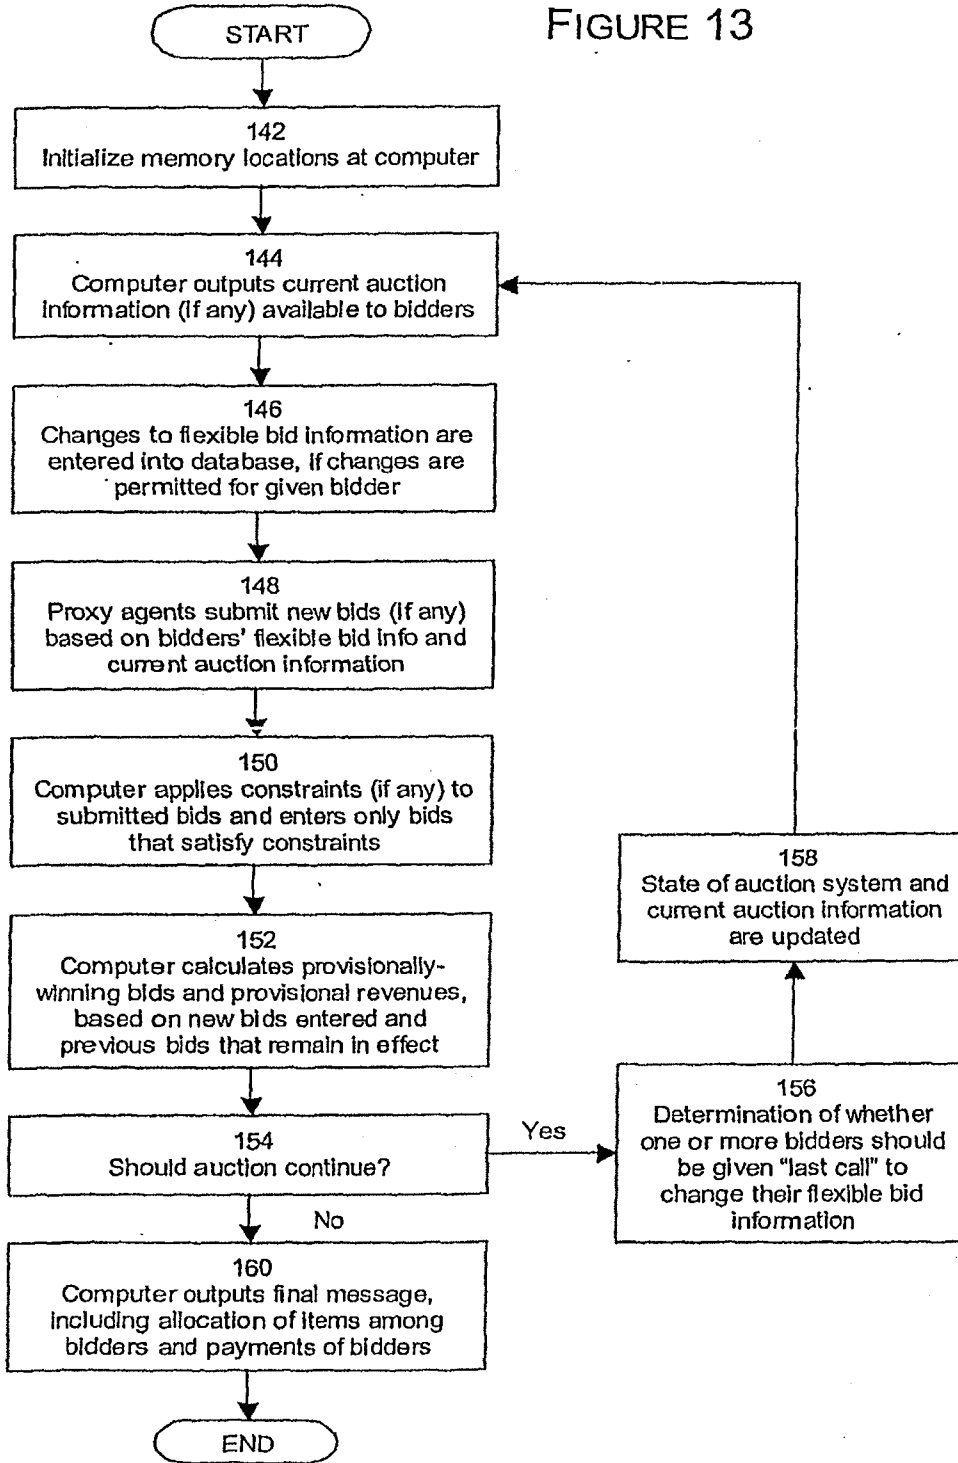 FIGURE 13
START
142
Initialize memory locations at computer
144
Computer outputs current auction
information (if any) available to bidders
146
Changes to flexible bid information are
entered into database, if changes are
permitted for given bidder
148
Proxy agents submit new bids (if any)
based on bidders' flexible bid info and
current auction information
150
Computer applies constraints (if any) to
submitted bids and enters only bids
that satisfy constraints
152
Computer calculates provisionally-
winning bids and provisional revenues,
based on new bids entered and
previous bids that remain in effect
154
Should auction continue?
Yes
No
156
Determination of whether
one or more bidders should
be given "last call" to
change their flexible bid
information
158
State of auction system and
current auction information
are updated
160
Computer outputs final message,
including allocation of items among
bidders and payments of bidders
END